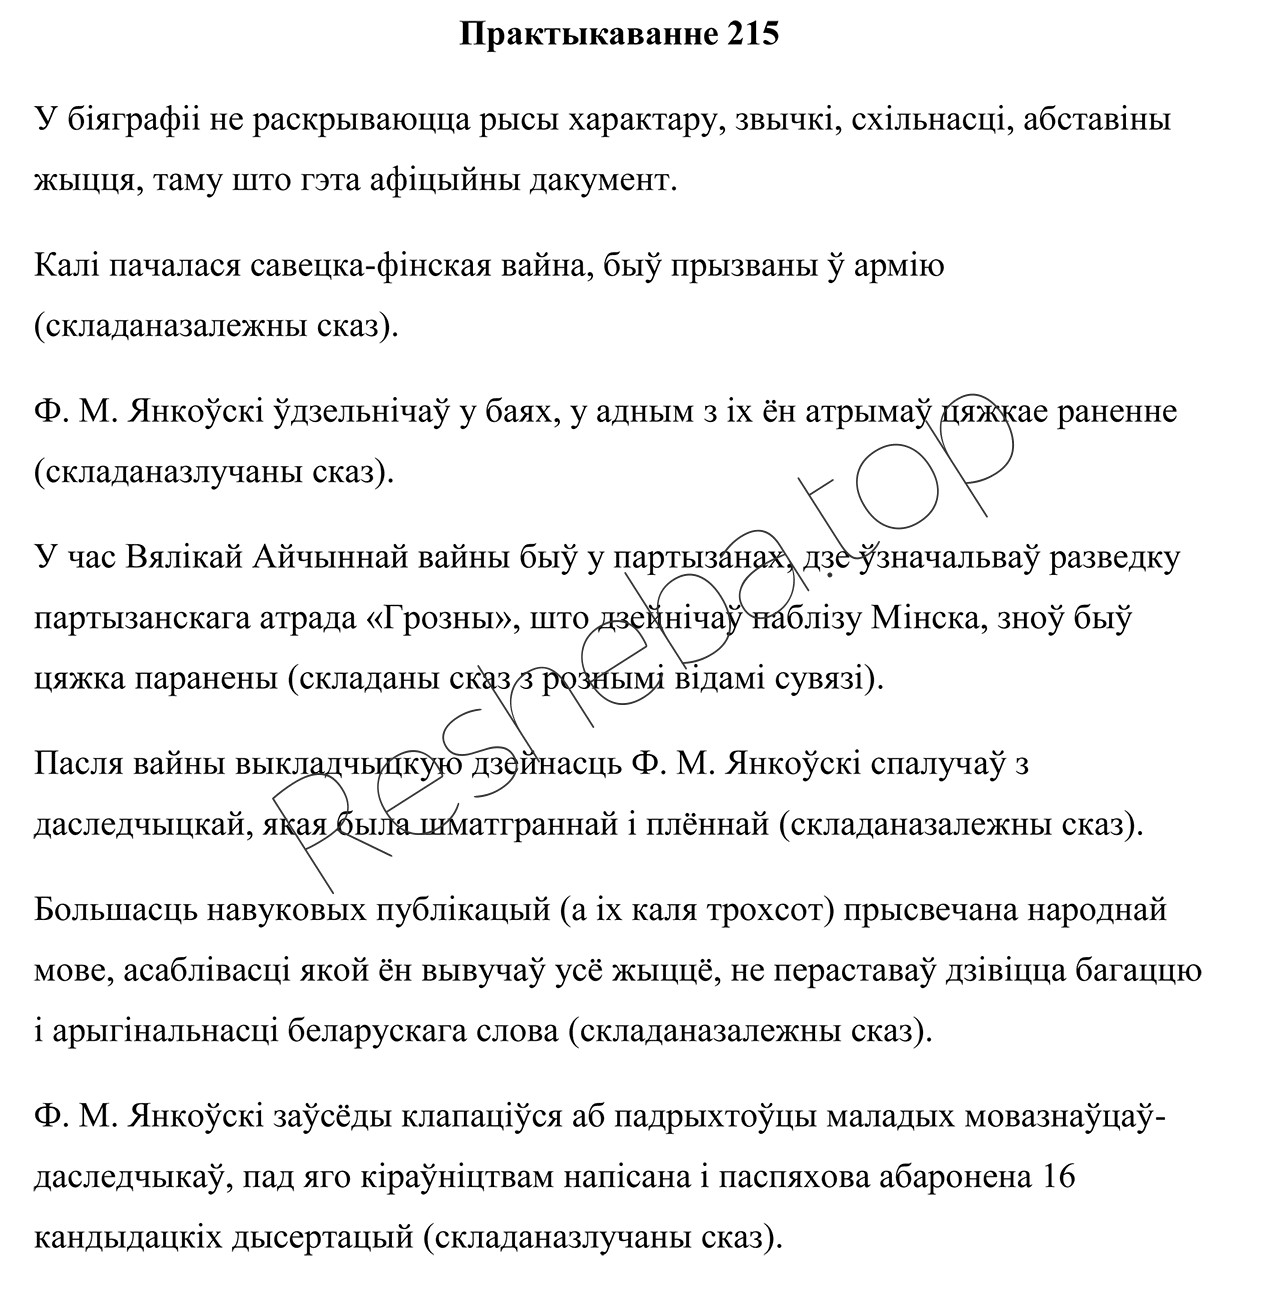 Практыкаванне 215
У біяграфіі не раскрываюцца рысы характару, звычкі, схільнасці, абставіны
жыцця, таму што гэта афіцыйны дакумент.
Калі пачалася савецка-фінская вайна, быў прызваны ў армію
(складаназалежны сказ).
Ф. М. Янкоўскі ўдзельнічаў у баях, у адным з іх ён атрымаў цяжкае раненне
(складаназлучаны сказ).
У час Вялікай Айчыннай вайны быў у партызанах, дзе ўзначальваў разведку
партызанскага атрада «Грозны», што дзейнічаў паблізу Мінска, зноў быў
цяжка паранены (складаны сказ з рознымі відамі сувязі).
Пасля вайны выкладчыцкую дзейнасць Ф. М. Янкоўскі спалучаў з
даследчыцкай, якая была шматграннай і плённай (складаназалежны сказ).
Большасць навуковых публікацый (а іх каля трохсот) прысвечана народнай
мове, асаблівасці якой ён вывучаў усё жыццё, не пераставаў дзівіцца багаццю
і арыгінальнасці беларускага слова (складаназалежны сказ).
Ф. М. Янкоўскі заўсёды клапаціўся аб падрыхтоўцы маладых мовазнаўцаў-
даследчыкаў, пад яго кіраўніцтвам напісана і паспяхова абаронена 16
кандыдацкіх дысертацый (складаназлучаны сказ).
Resheba.top